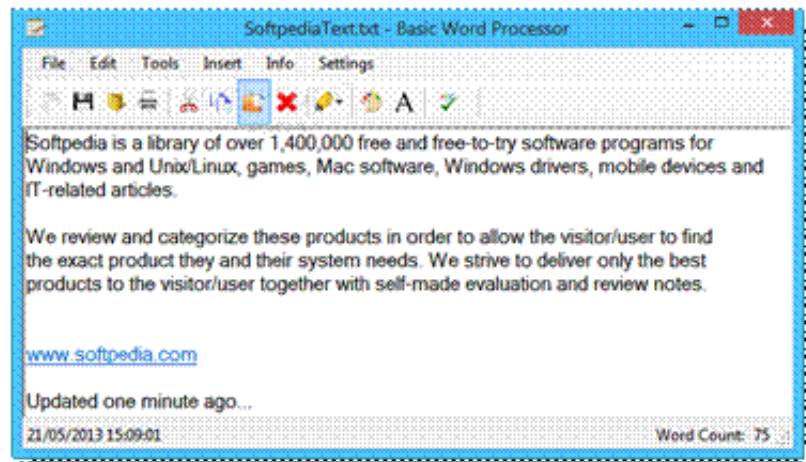 SoftpediaText.txt - Basic Word Processor
File Edit Tools Insert Info Settings
A
Softpedia is a library of over 1,400,000 free and free-to-try software programs for
Windows and Unix/Linux, games, Mac software, Windows drivers, mobile devices and
IT-related articles.
We review and categorize these products in order to allow the visitor/user to find
the exact product they and their system needs. We strive to deliver only the best
products to the visitor/user together with self-made evaluation and review notes.
www.softpedia.com
Updated one minute ago...
21/05/2013 15:09:01 Word Count: 75